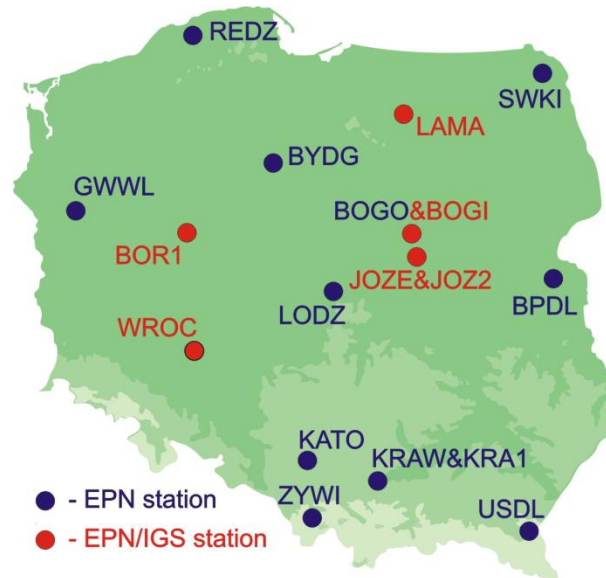 REDZ
SWKI
LAMA
BYDG
GWWL
BOGO&BOGI
BOR1
JOZE&JOZ2
BPDL
LODZ
WROC
KATO
KRAW&KRA1
ZYWI
USDL
- EPN station
- EPN/IGS station